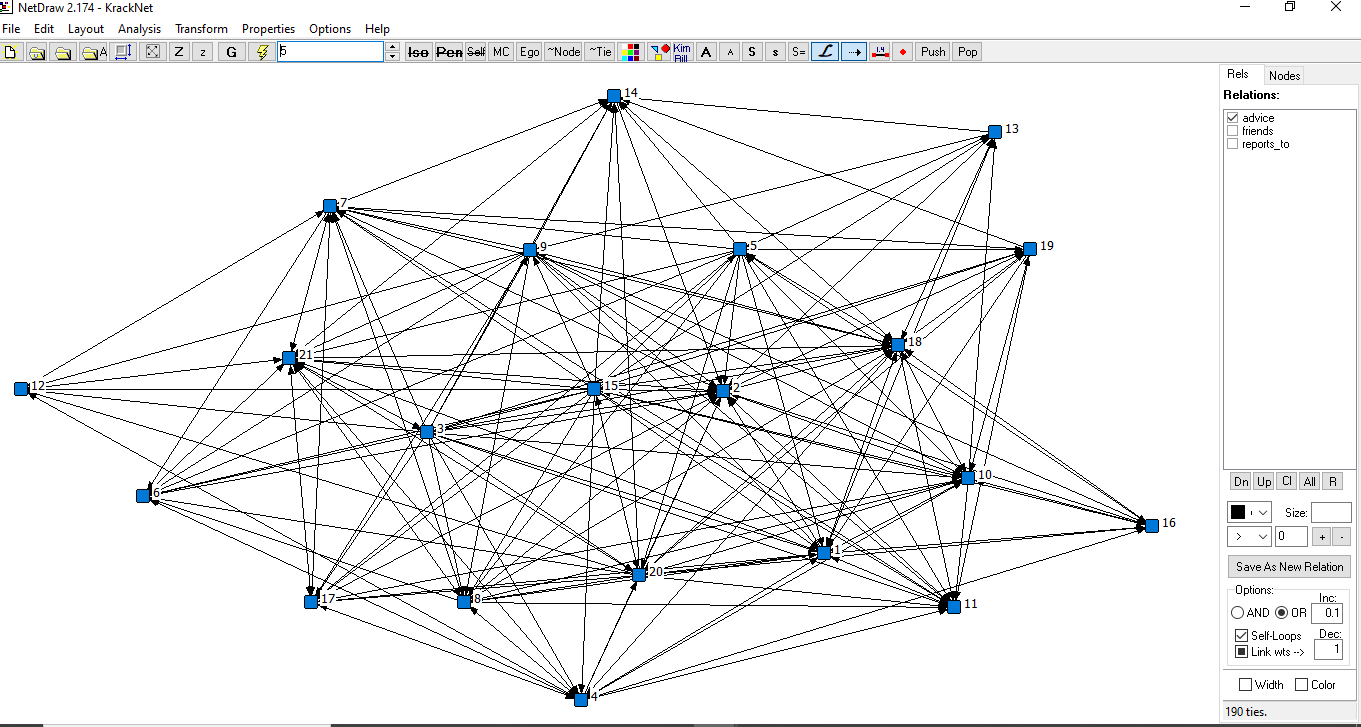 NetDraw 2.174 - KrackNet
File Edit Layout Analysis Transform Properties Options Help
A Z z G 5 Iso Pen Self MC Ego ~Node ~Tie Kim Bill A A S s S= L Push Pop
Rels Nodes
Relations:
advice
friends
reports_to
14
13
7
9
5
19
18
21
12
15
2
3
10
6
16
1
20
17
8
11
4
Dn Up Cl All R
Size:
> 0 + -
Save As New Relation
Options:
Inc:
AND OR 0.1
Self-Loops Dec:
Link wts --> 1
Width Color
190 ties.